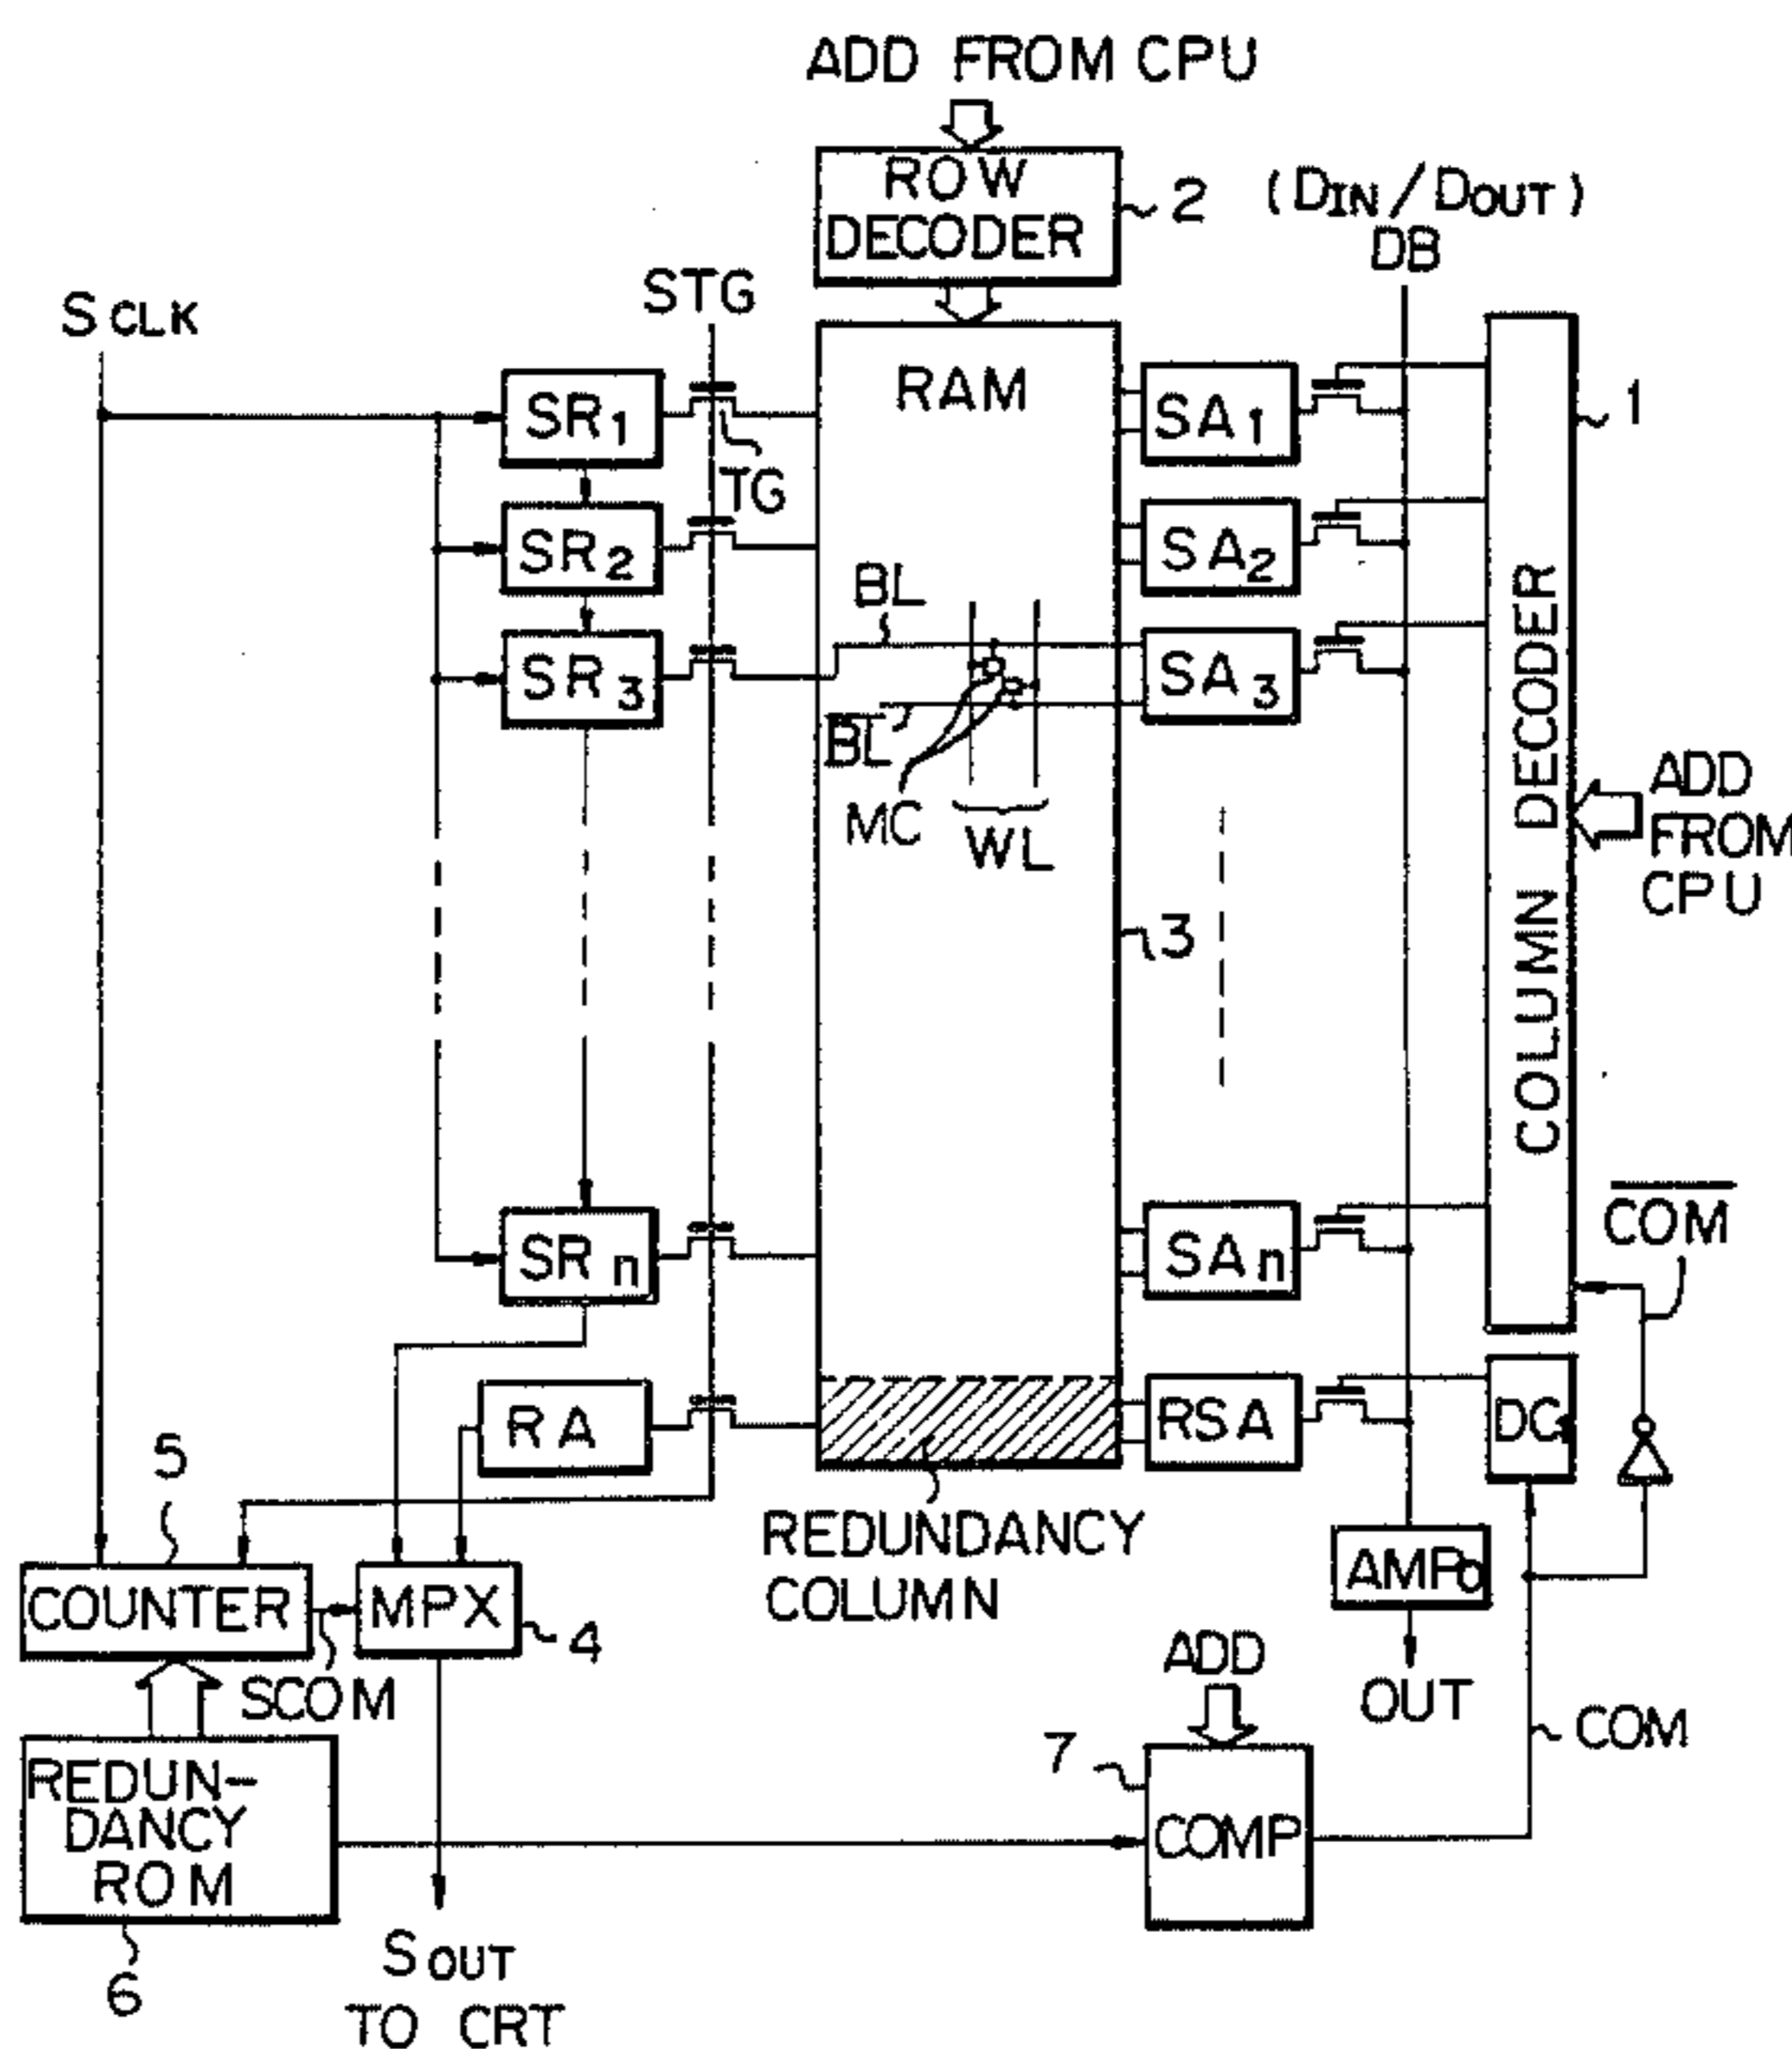 ADD FROM CPU
ROW
DECODER
2
(DIN/DOUT)
DB
SCLK
STG
RAM
SR1
TG
SA1
1
SR2
SA2
BL
SR3
SA3
BL
MC
WL
COLUMN DECODER
ADD
FROM
CPU
3
SRn
SAn
COM
RA
RSA
REDUNDANCY
COLUMN
5
COUNTER
MPX
4
SCOM
AMP0
OUT
ADD
COM
7
COMP
REDUN-
DANCY
ROM
6
SOUT
TO CRT